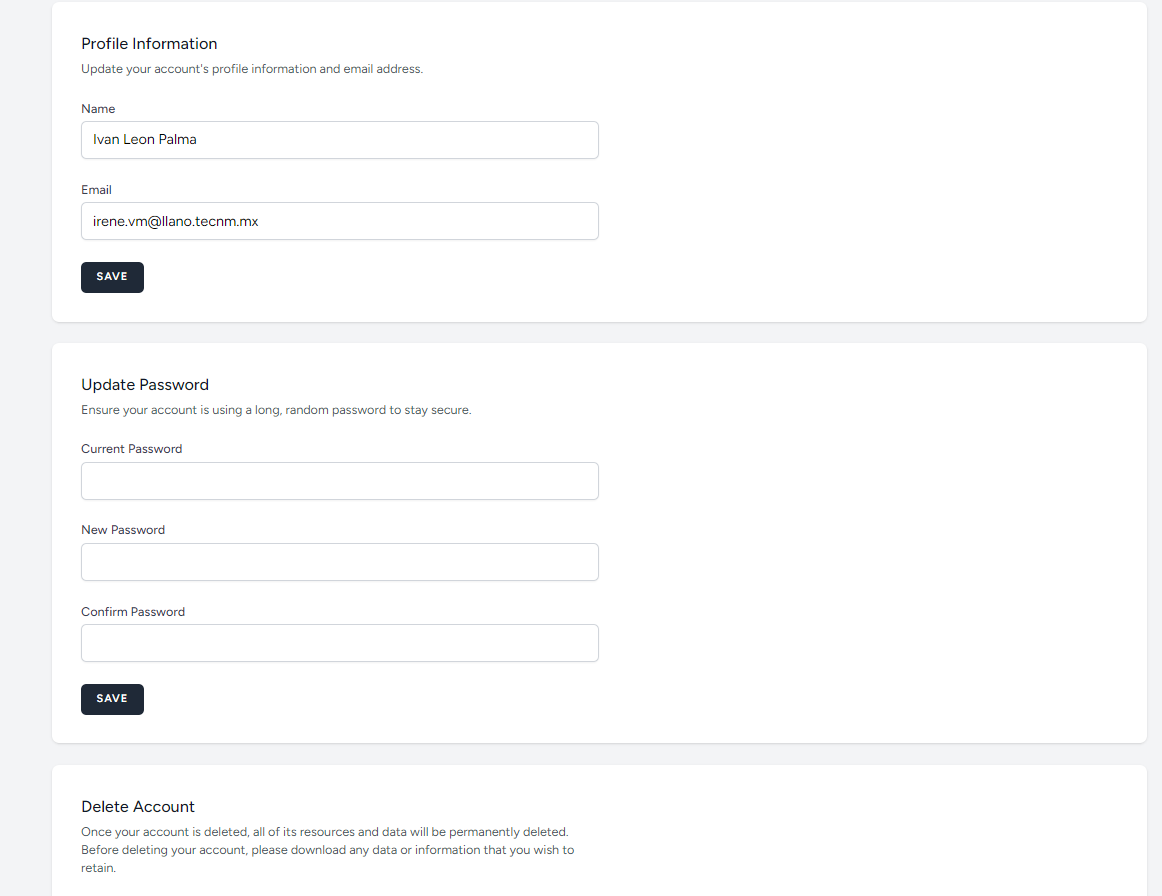 Profile Information
Update your account's profile information and email address.
Name
Ivan Leon Palma
Email
irene.vm@llano.tecnm.mx
SAVE
Update Password
Ensure your account is using a long, random password to stay secure.
Current Password
New Password
Confirm Password
SAVE
Delete Account
Once your account is deleted, all of its resources and data will be permanently deleted.
Before deleting your account, please download any data or information that you wish to
retain.